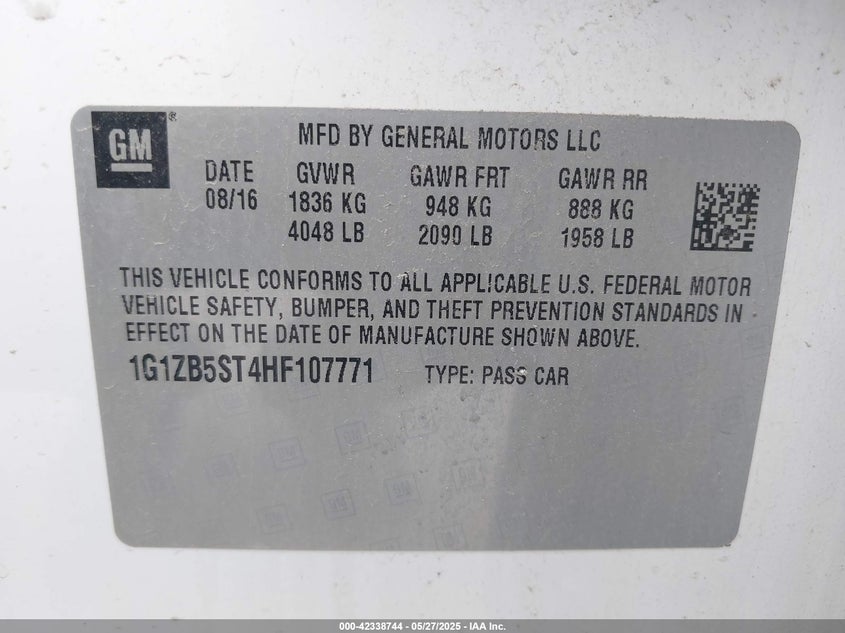 GM ® MFD BY GENERAL MOTORS LLC
DATE GVWR GAWR FRT GAWR RR
08/16 1836 KG 948 KG 888 KG
4048 LB 2090 LB 1958 LB
THIS VEHICLE CONFORMS TO ALL APPLICABLE U.S. FEDERAL MOTOR
VEHICLE SAFETY, BUMPER, AND THEFT PREVENTION STANDARDS IN
EFFECT ON THE DATE OF MANUFACTURE SHOWN ABOVE.
1G1ZB5ST4HF107771 TYPE: PASS CAR
000-42338744 – 05/27/2025 – IAA Inc.